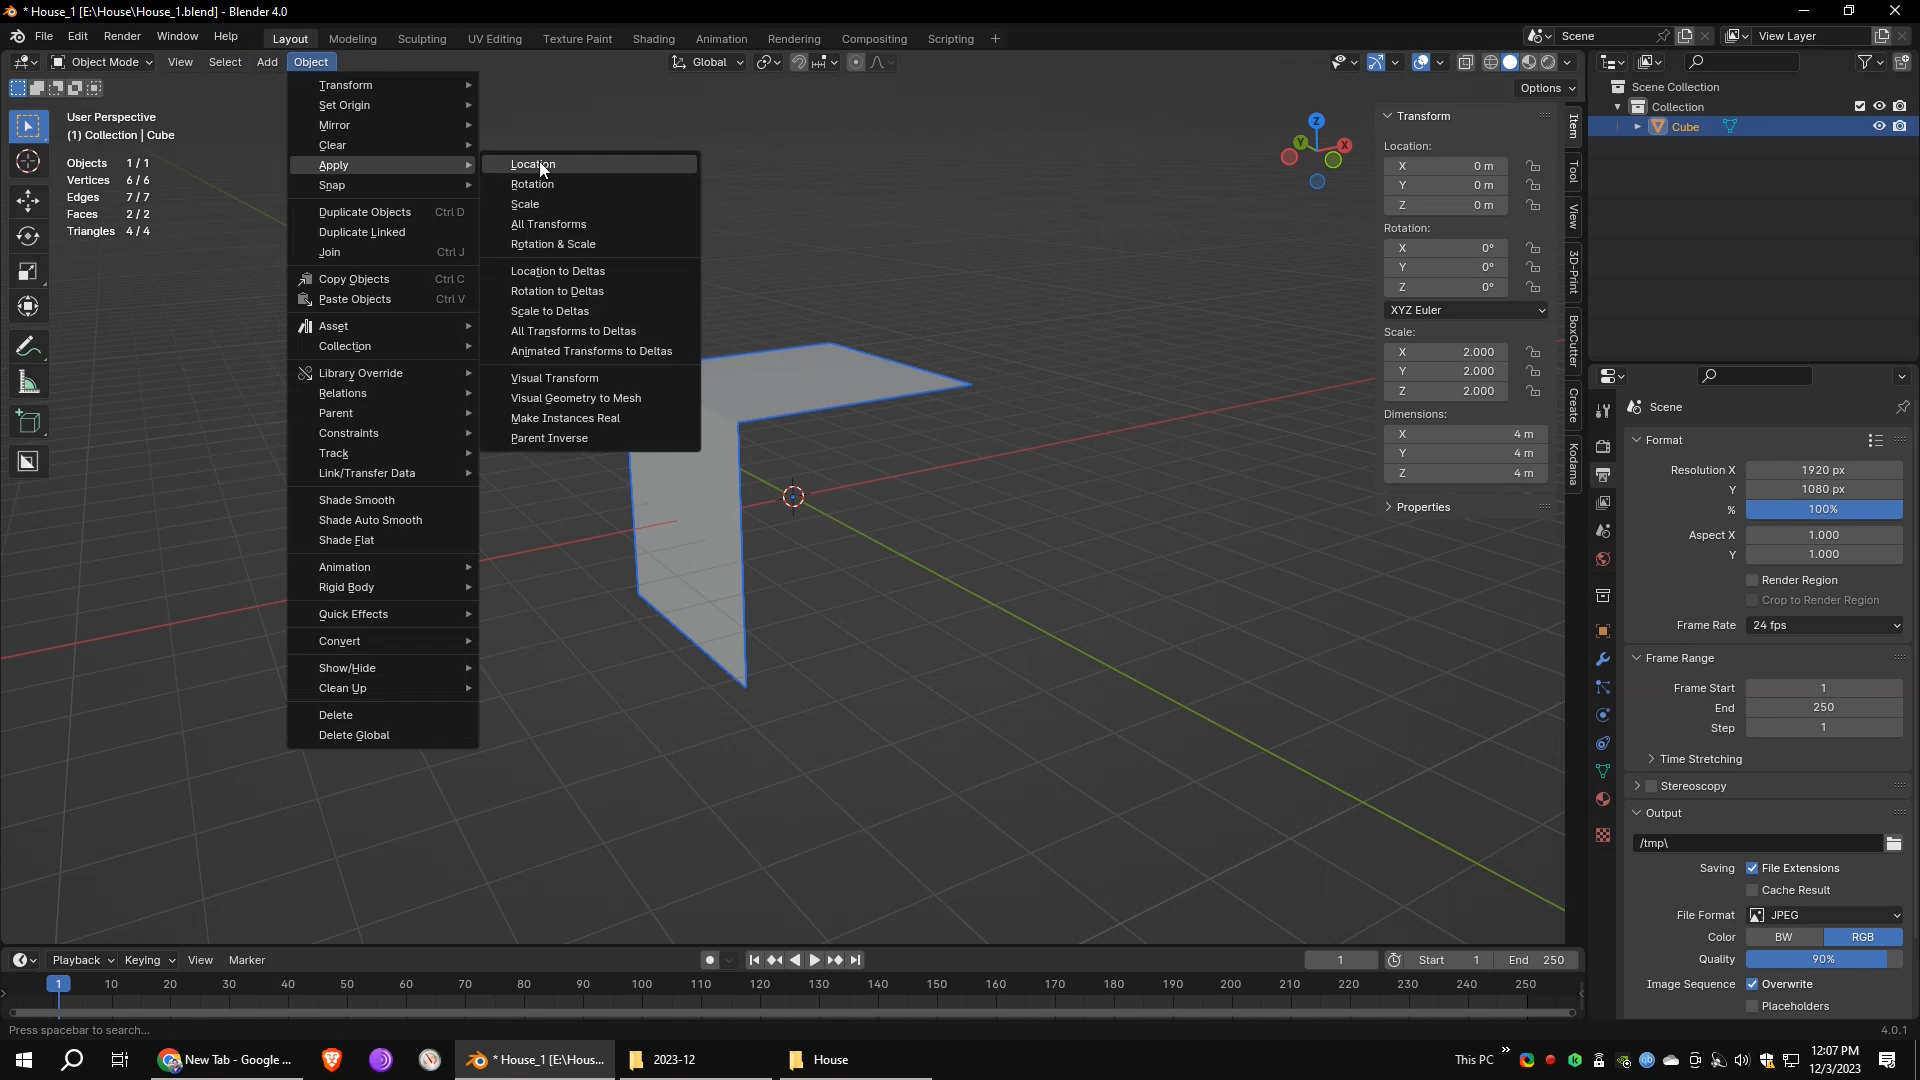 * House_1 [E:\House\House_1.blend] - Blender 4.0
File Edit Render Window Help Layout Modeling Sculpting UV Editing Texture Paint Shading Animation Rendering Compositing Scripting + Scene View Layer
Object Mode View Select Add Object Global
Options
User Perspective
(1) Collection | Cube
Objects 1 / 1
Vertices 6 / 6
Edges 7 / 7
Faces 2 / 2
Triangles 4 / 4
Transform
Set Origin
Mirror
Clear
Apply
Snap
Duplicate Objects Ctrl D
Duplicate Linked
Join Ctrl J
Copy Objects Ctrl C
Paste Objects Ctrl V
Asset
Collection
Library Override
Relations
Parent
Constraints
Track
Link/Transfer Data
Shade Smooth
Shade Auto Smooth
Shade Flat
Animation
Rigid Body
Quick Effects
Convert
Show/Hide
Clean Up
Delete
Delete Global
Location
Rotation
Scale
All Transforms
Rotation & Scale
Location to Deltas
Rotation to Deltas
Scale to Deltas
All Transforms to Deltas
Animated Transforms to Deltas
Visual Transform
Visual Geometry to Mesh
Make Instances Real
Parent Inverse
Z
Y
X
Transform
Location:
X 0 m
Y 0 m
Z 0 m
Rotation:
X 0°
Y 0°
Z 0°
XYZ Euler
Scale:
X 2.000
Y 2.000
Z 2.000
Dimensions:
X 4 m
Y 4 m
Z 4 m
Properties
Item
Tool
View
3D-Print
BoxCutter
Create
Kodama
Scene Collection
Collection
Cube
Scene
Format
Resolution X 1920 px
Y 1080 px
% 100%
Aspect X 1.000
Y 1.000
Render Region
Crop to Render Region
Frame Rate 24 fps
Frame Range
Frame Start 1
End 250
Step 1
Time Stretching
Stereoscopy
Output
/tmp\
Saving File Extensions
Cache Result
File Format JPEG
Color BW RGB
Quality 90%
Image Sequence Overwrite
Placeholders
Playback Keying View Marker 1 Start 1 End 250
1 10 20 30 40 50 60 70 80 90 100 110 120 130 140 150 160 170 180 190 200 210 220 230 240 250
Press spacebar to search... 4.0.1
New Tab - Google ... * House_1 [E:\Hous... 2023-12 House This PC » 12:07 PM
12/3/2023